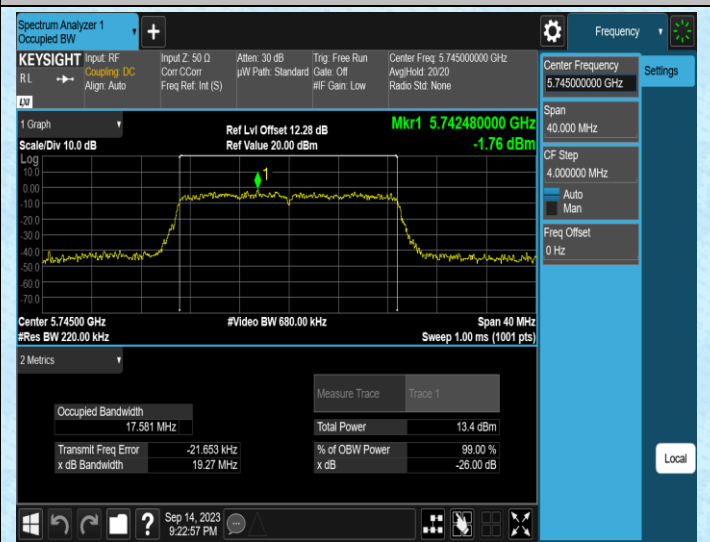 Spectrum Analyzer 1
Occupied BW
+
Frequency
KEYSIGHT
RL
LXI
Input: RF
Coupling: DC
Align: Auto
Input Z: 50 Ω
Corr CCorr
Freq Ref: Int (S)
Atten: 30 dB
µW Path: Standard
Trig: Free Run
Gate: Off
#IF Gain: Low
Center Freq: 5.745000000 GHz
Avg|Hold: 20/20
Radio Std: None
Center Frequency
5.745000000 GHz
Settings
Span
40.000 MHz
CF Step
4.000000 MHz
Auto
Man
Freq Offset
0 Hz
1 Graph
Scale/Div 10.0 dB
Ref Lvl Offset 12.28 dB
Ref Value 20.00 dBm
Mkr1 5.742480000 GHz
-1.76 dBm
Log
10.0
0.00
-10.0
-20.0
-30.0
-40.0
-50.0
-60.0
-70.0
1
Center 5.74500 GHz
#Res BW 220.00 kHz
#Video BW 680.00 kHz
Span 40 MHz
Sweep 1.00 ms (1001 pts)
2 Metrics
Measure Trace
Trace 1
Occupied Bandwidth
17.581 MHz
Total Power
13.4 dBm
Transmit Freq Error
-21.653 kHz
% of OBW Power
99.00 %
x dB Bandwidth
19.27 MHz
x dB
-26.00 dB
Local
?
Sep 14, 2023
9:22:57 PM